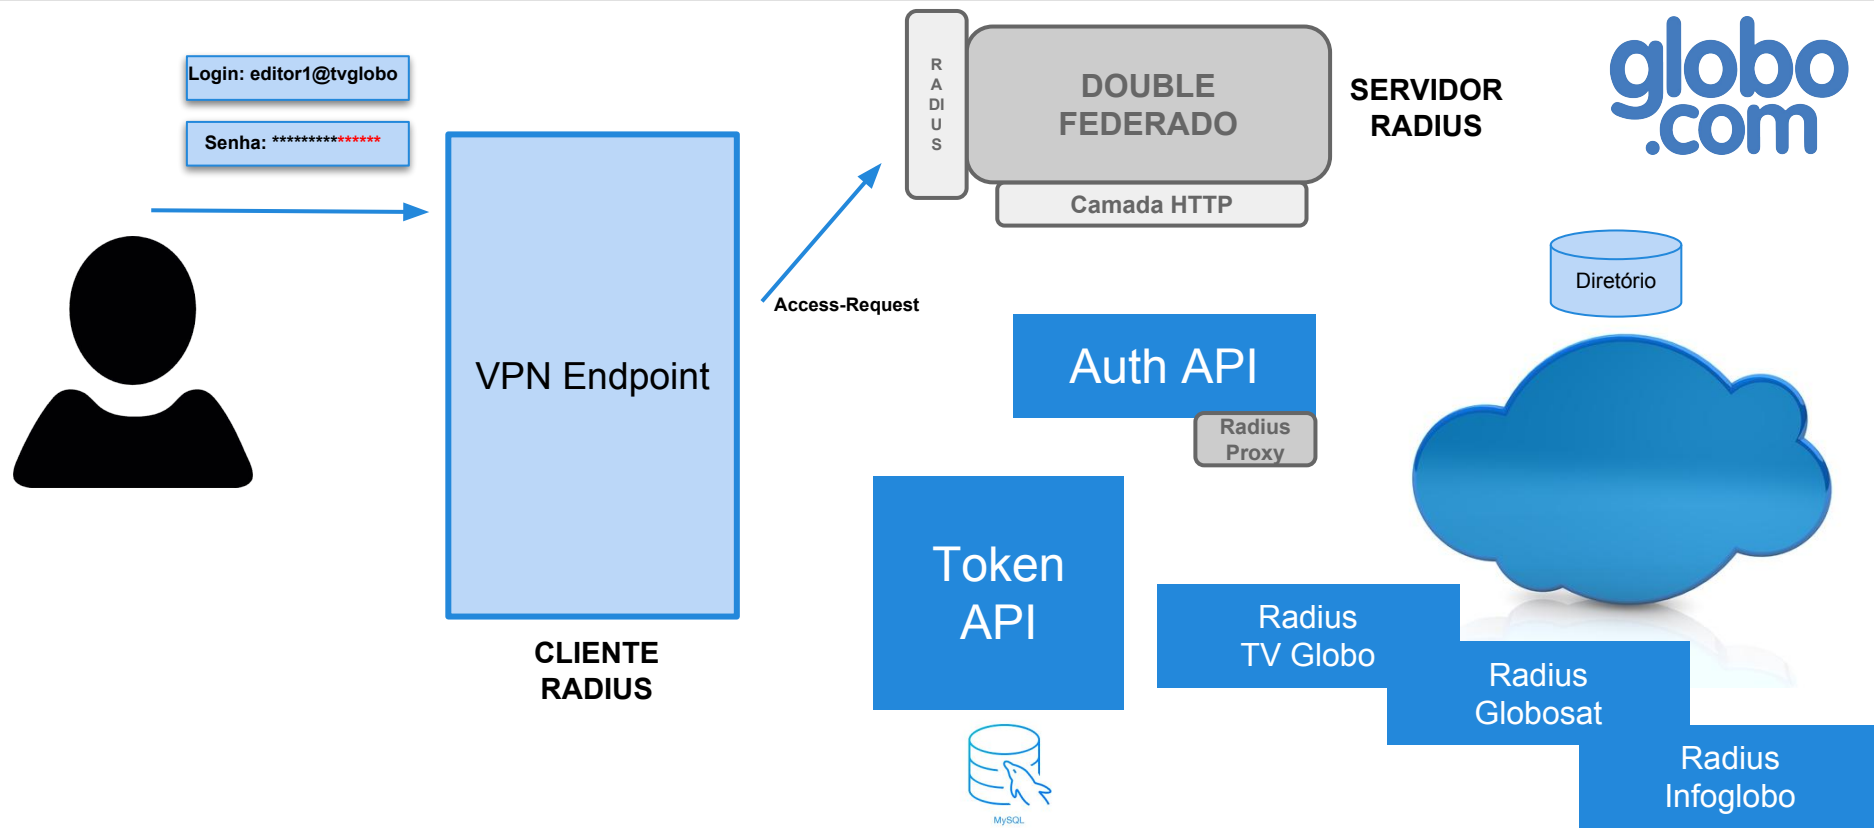 Login: editor1@tvglobo
Senha: ***************
VPN Endpoint
CLIENTE
RADIUS
Access-Request
R
A
DI
U
S
DOUBLE
FEDERADO
Camada HTTP
SERVIDOR
RADIUS
globo
.com
Diretório
Auth API
Radius
Proxy
Token
API
MySQL
Radius
TV Globo
Radius
Globosat
Radius
Infoglobo